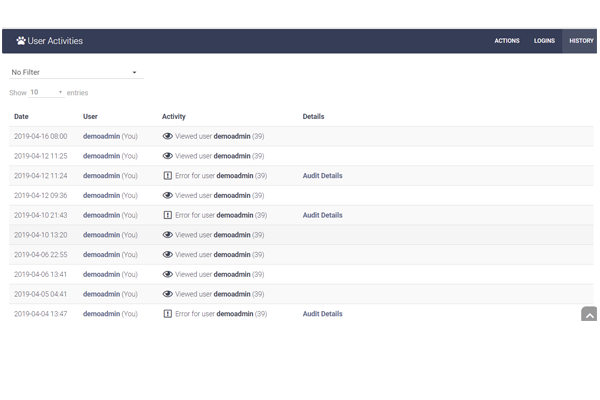 User Activities ACTIONS LOGINS HISTORY
No Filter
Show 10 entries
Date User Activity Details
2019-04-16 08:00 demoadmin (You) Viewed user demoadmin (39)
2019-04-12 11:25 demoadmin (You) Viewed user demoadmin (39)
2019-04-12 11:24 demoadmin (You) Error for user demoadmin (39) Audit Details
2019-04-12 09:36 demoadmin (You) Viewed user demoadmin (39)
2019-04-10 21:43 demoadmin (You) Error for user demoadmin (39) Audit Details
2019-04-10 13:20 demoadmin (You) Viewed user demoadmin (39)
2019-04-06 22:55 demoadmin (You) Viewed user demoadmin (39)
2019-04-06 13:41 demoadmin (You) Viewed user demoadmin (39)
2019-04-05 04:41 demoadmin (You) Viewed user demoadmin (39)
2019-04-04 13:47 demoadmin (You) Error for user demoadmin (39) Audit Details